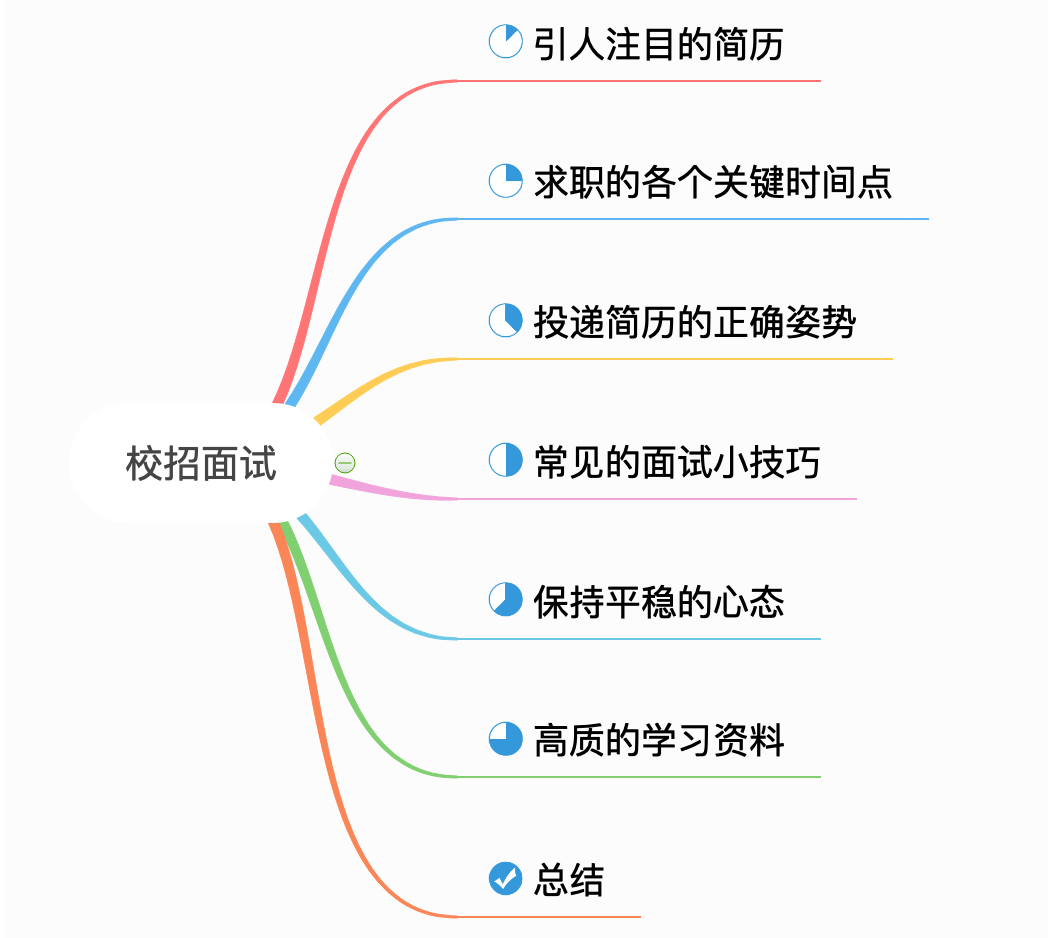 引人注目的简历
求职的各个关键时间点
投递简历的正确姿势
校招面试
常见的面试小技巧
保持平稳的心态
高质的学习资料
总结